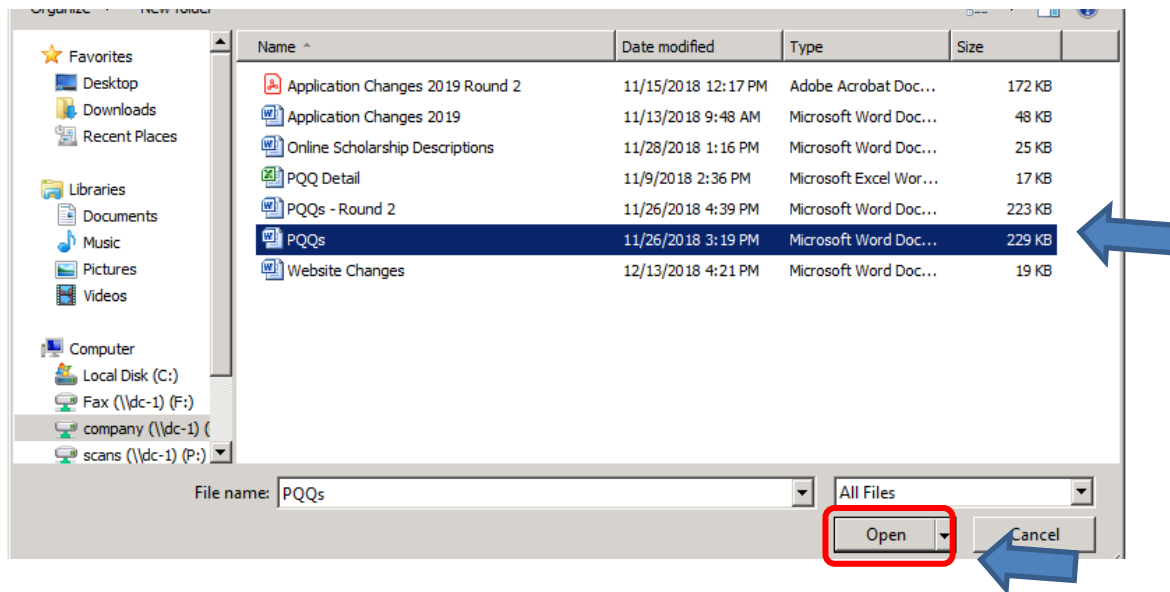 Organize New folder
Name Date modified Type Size
Favorites
Desktop
Downloads
Recent Places
Libraries
Documents
Music
Pictures
Videos
Computer
Local Disk (C:)
Fax (\\dc-1) (F:)
company (\\dc-1) (
scans (\\dc-1) (P:)
Application Changes 2019 Round 2 11/15/2018 12:17 PM Adobe Acrobat Doc... 172 KB
Application Changes 2019 11/13/2018 9:48 AM Microsoft Word Doc... 48 KB
Online Scholarship Descriptions 11/28/2018 1:16 PM Microsoft Word Doc... 25 KB
PQQ Detail 11/9/2018 2:36 PM Microsoft Excel Wor... 17 KB
PQQs - Round 2 11/26/2018 4:39 PM Microsoft Word Doc... 223 KB
PQQs 11/26/2018 3:19 PM Microsoft Word Doc... 229 KB
Website Changes 12/13/2018 4:21 PM Microsoft Word Doc... 19 KB
File name: PQQs All Files
Open Cancel